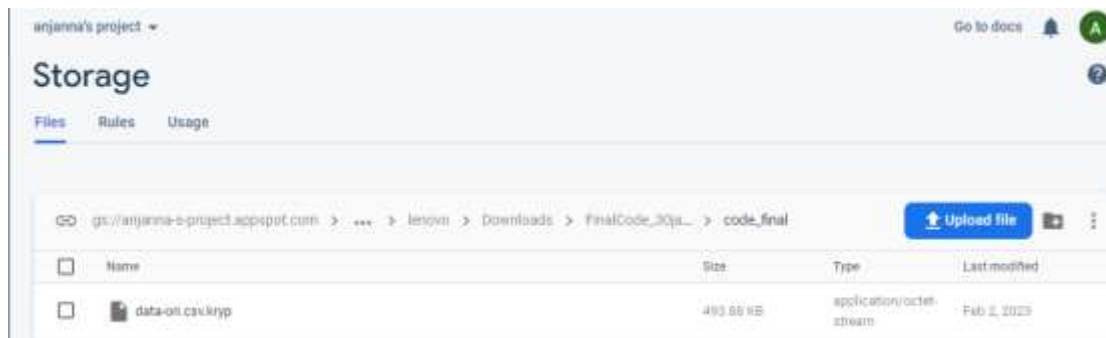 anjanna's project
Go to docs
A
Storage
Files Rules Usage
gs://anjanna-s-project.appspot.com > ... > lenovo > Downloads > FinalCode_30ja... > code_final
Upload file
Name Size Type Last modified
data-ori.csv.kryp 493.88 KB application/octet-stream Feb 2, 2023